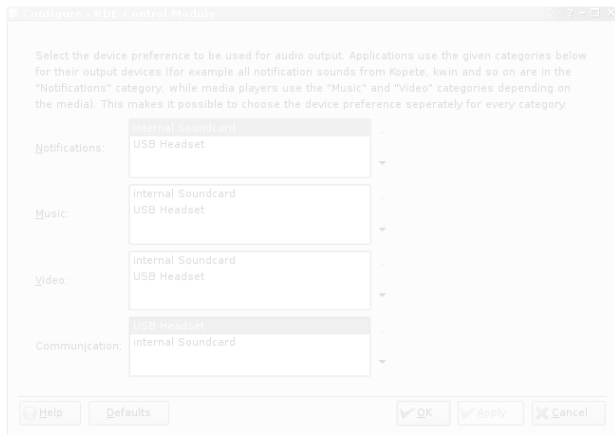 Configure - KDE Control Module
Select the device preference to be used for audio output. Applications use the given categories below
for their output devices (for example all notification sounds from Kopete, kwin and so on are in the
"Notifications" category, while media players use the "Music" and "Video" categories depending on
the media). This makes it possible to choose the device preference seperately for every category.
Notifications:
internal Soundcard
USB Headset
Music:
internal Soundcard
USB Headset
Video:
internal Soundcard
USB Headset
Communication:
USB Headset
internal Soundcard
Help Defaults OK Apply Cancel